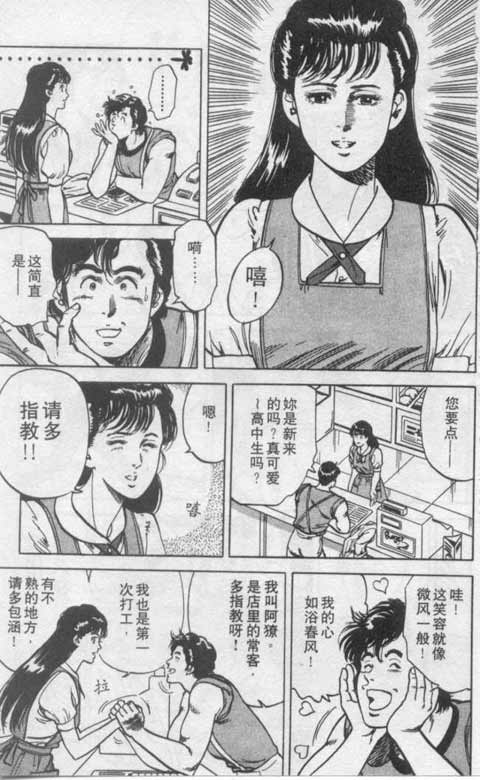 嘻！
………
嗬……
这简直
是——
您要点——
妳是新来
的吗？真可爱
～高中生吗？
嗯！
嘻
请多
指教!!
哇！
这笑容就像
微风一般！
我的心
如浴春风！
我叫阿獠。
是店里的常客，
多指教呀！
拉
我也是第一
次打工，
有不
熟的地方，
请多包涵！